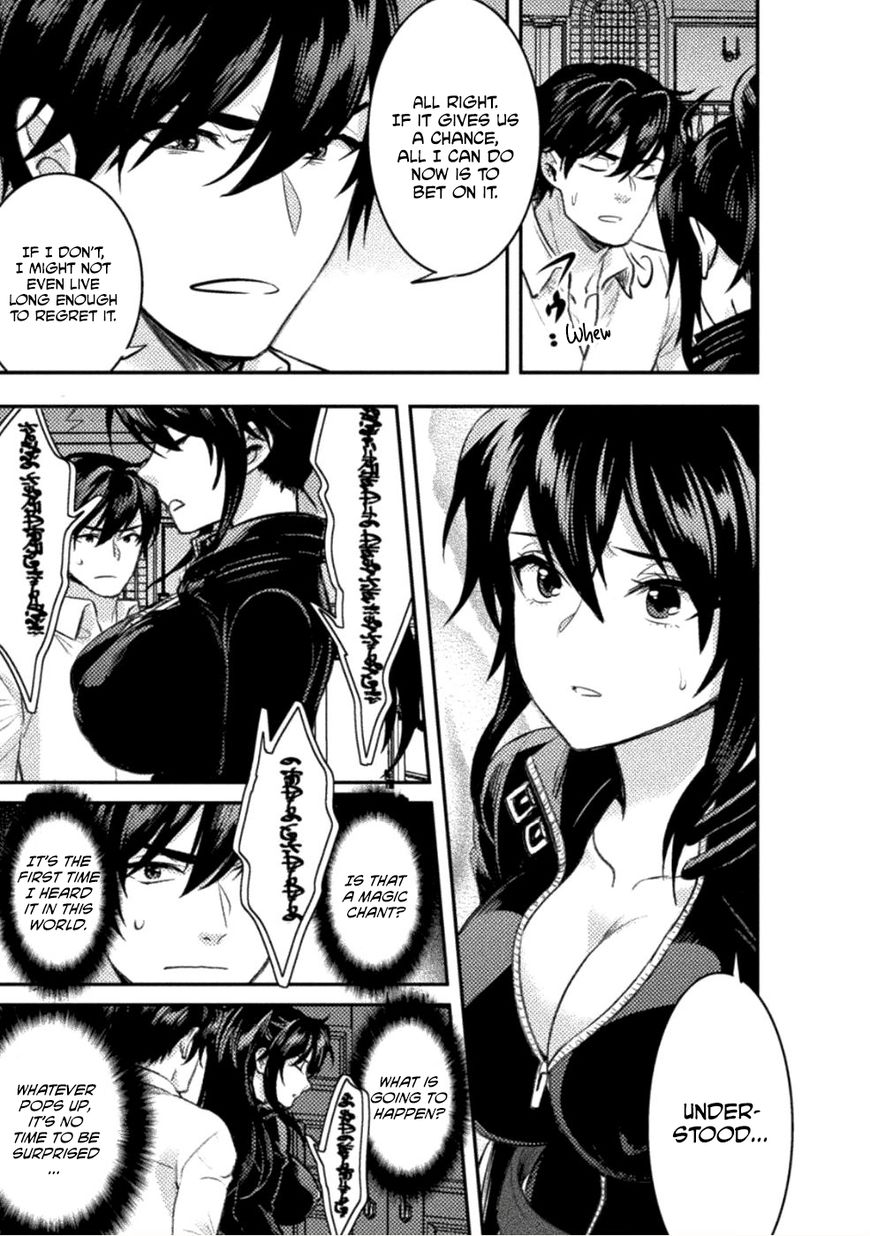 ウ...
Whew
ALL RIGHT.
IF IT GIVES US
A CHANCE,
ALL I CAN DO
NOW IS TO
BET ON IT.
IF I DON'T,
I MIGHT NOT
EVEN LIVE
LONG ENOUGH
TO REGRET IT.
UNDER-
STOOD...
IS THAT
A MAGIC
CHANT?
IT'S THE
FIRST TIME
I HEARD
IT IN THIS
WORLD.
WHAT IS
GOING TO
HAPPEN?
WHATEVER
POPS UP,
IT'S NO
TIME TO BE
SURPRISED
...